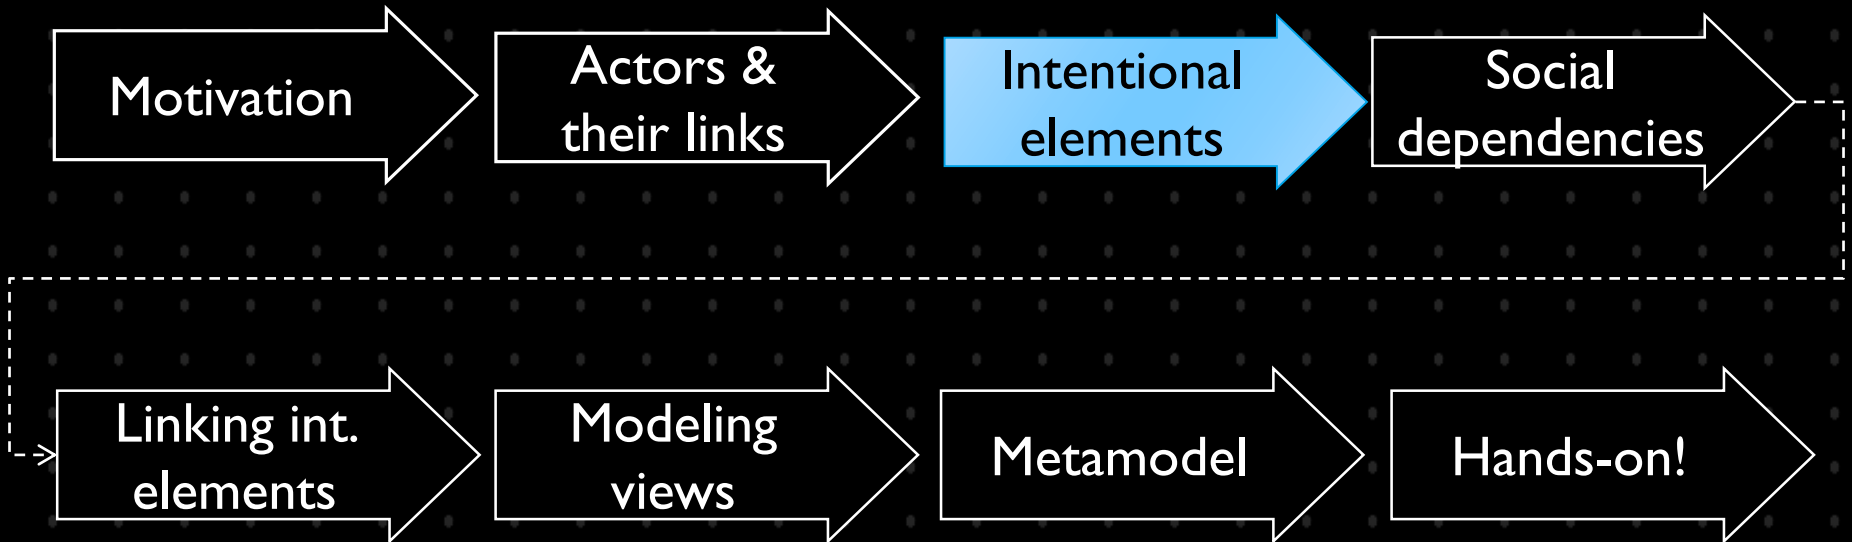 Motivation
Actors &
their links
Intentional
elements
Social
dependencies
Linking int.
elements
Modeling
views
Metamodel
Hands-on!